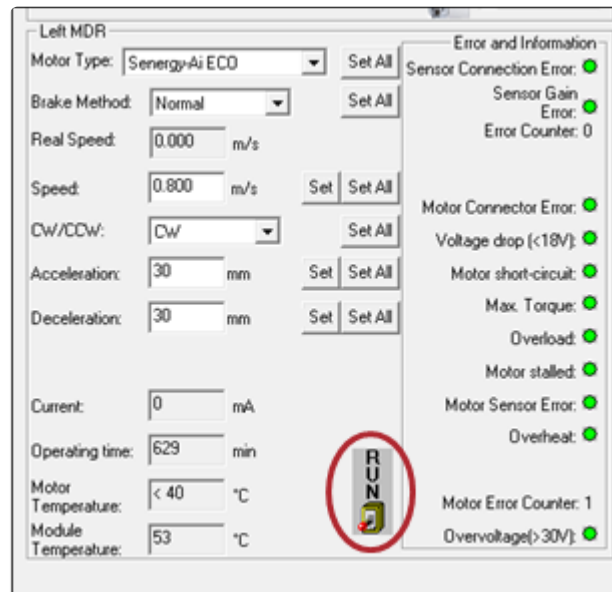 Left MDR
Motor Type: Senergy-Ai ECO Set All
Brake Method: Normal Set All
Real Speed: 0.000 m/s
Speed: 0.800 m/s Set Set All
CW/CCW: CW Set All
Acceleration: 30 mm Set Set All
Deceleration: 30 mm Set Set All
Current: 0 mA
Operating time: 629 min
Motor
Temperature: < 40 °C
Module
Temperature: 53 °C
RUN
Error and Information
Sensor Connection Error:
Sensor Gain
Error:
Error Counter: 0
Motor Connector Error:
Voltage drop (<18V):
Motor short-circuit:
Max. Torque:
Overload:
Motor stalled:
Motor Sensor Error:
Overheat:
Motor Error Counter: 1
Overvoltage(>30V):